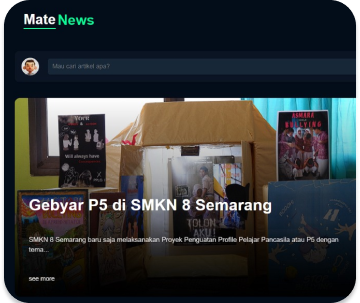 Mate News
Mau cari artikel apa?
ASMARA
BULLYING
Will always here.
TOLONG
AKU!
Gebyar P5 di SMKN 8 Semarang
SMKN 8 Semarang baru saja melaksanakan Proyek Penguatan Profile Pelajar Pancasila atau P5 dengan
tema...
see more